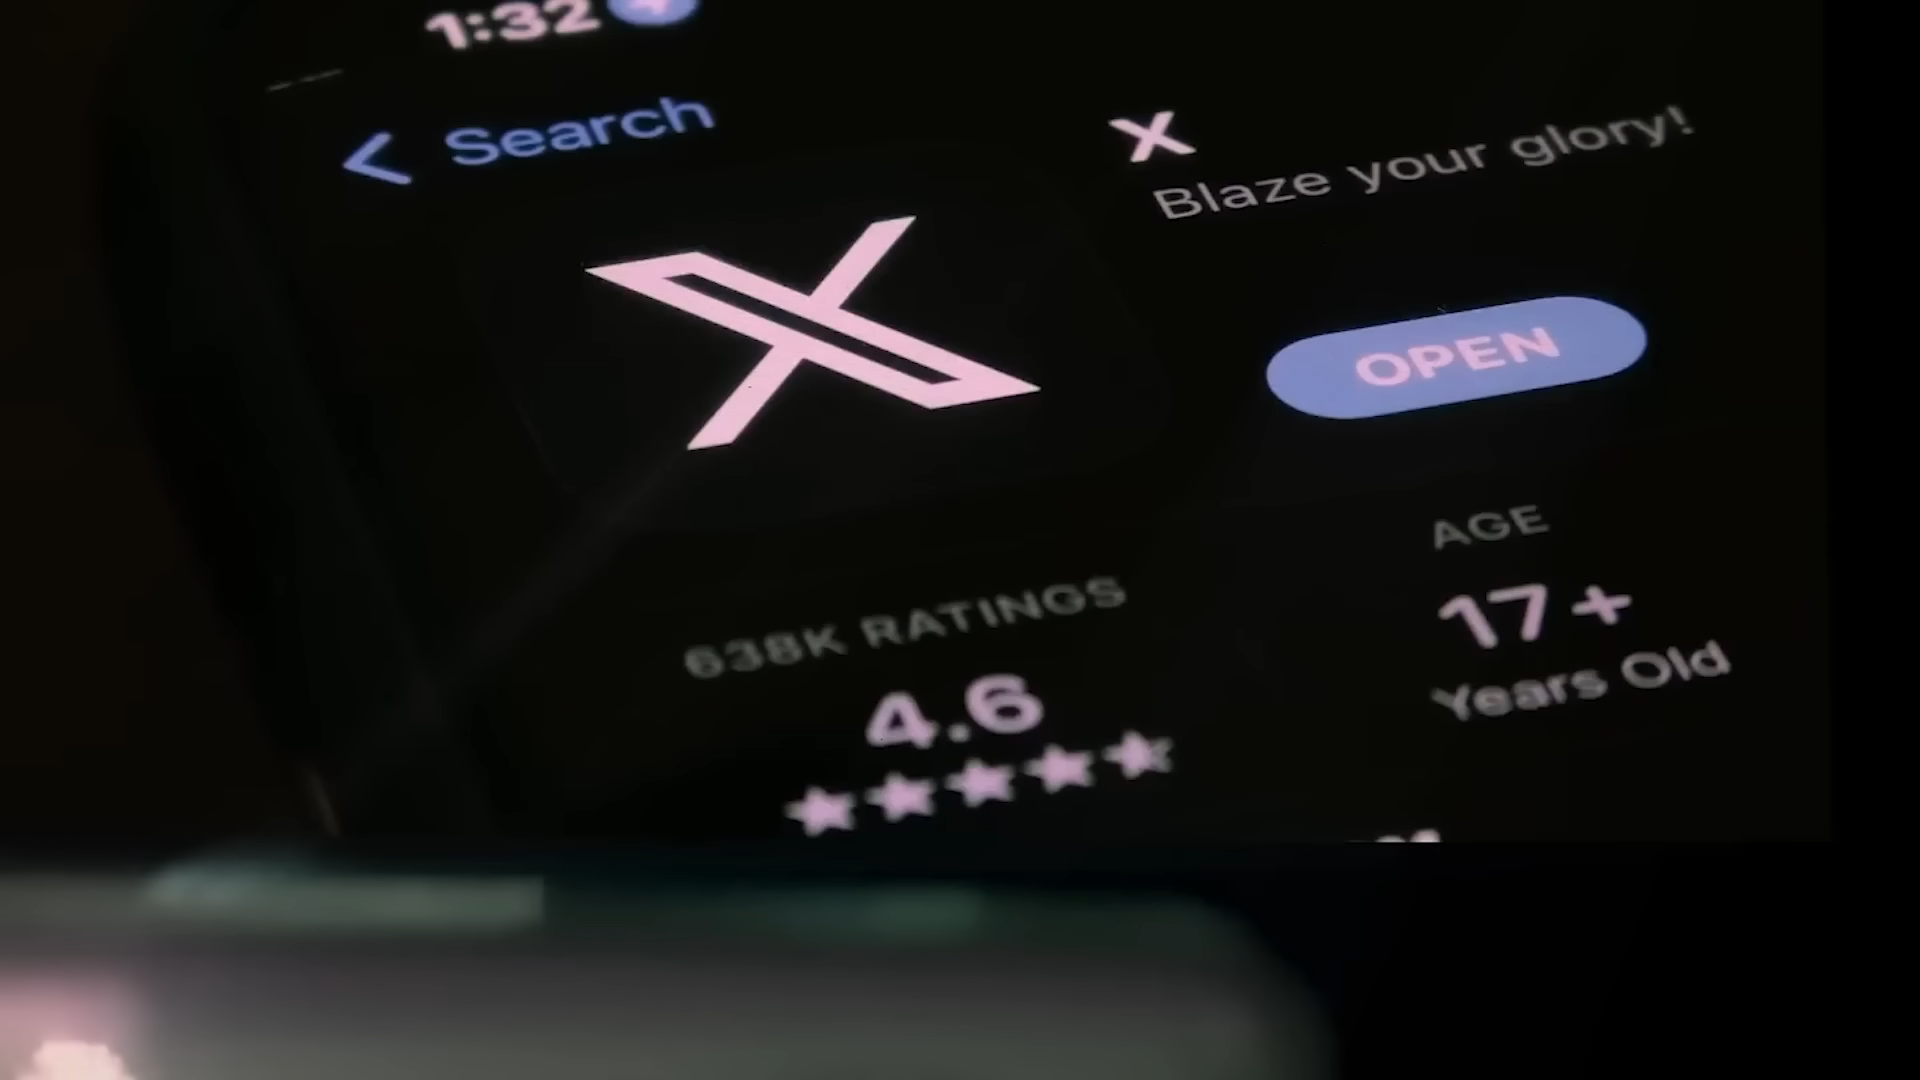 1:32
Search
X
Blaze your glory!
OPEN
638K RATINGS
4.6
AGE
17+
Years Old